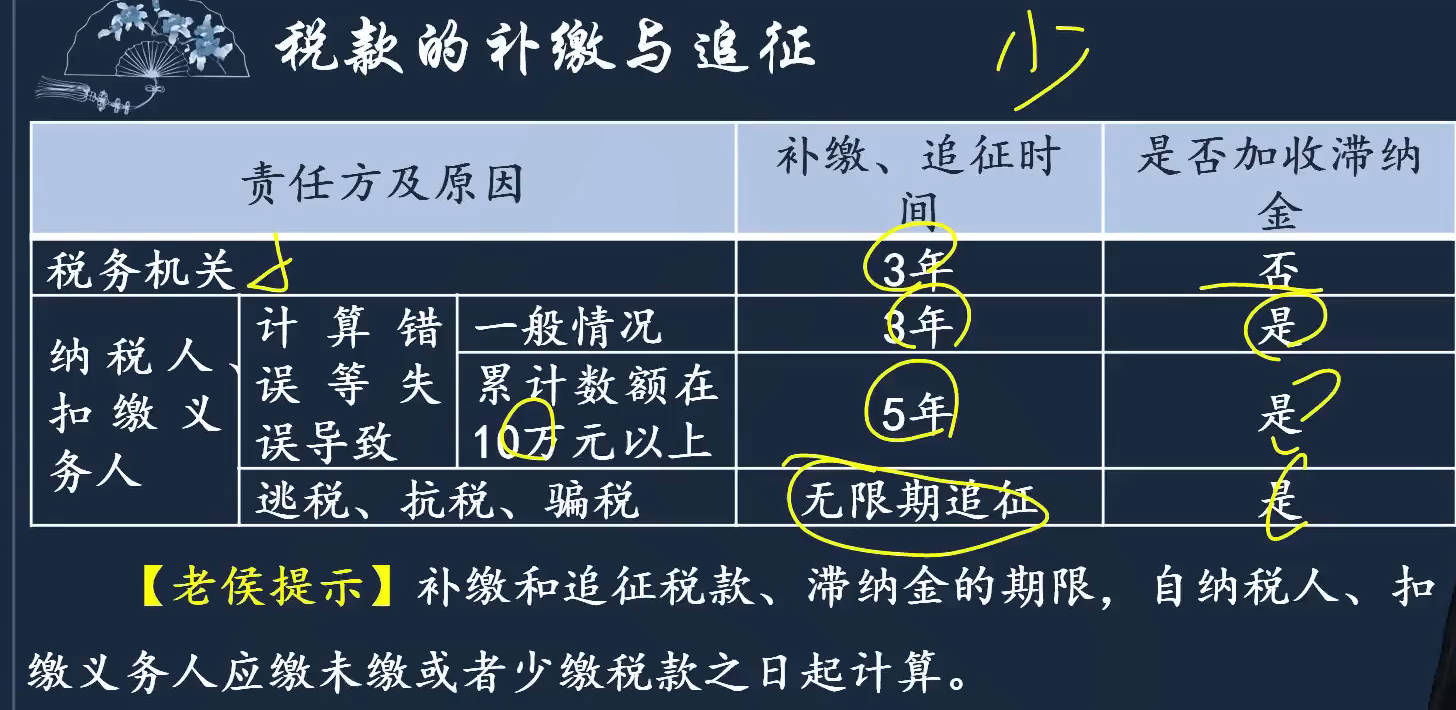 税款的补缴与追征
少
责任方及原因
补缴、追征时
间
是否加收滞纳
金
税务机关
3年
否
纳税人、
扣缴义
务人
计算错
误等失
误导致
一般情况
3年
是
累计数额在
10万元以上
5年
是
逃税、抗税、骗税
无限期追征
是
【老侯提示】补缴和追征税款、滞纳金的期限，自纳税人、扣
缴义务人应缴未缴或者少缴税款之日起计算。